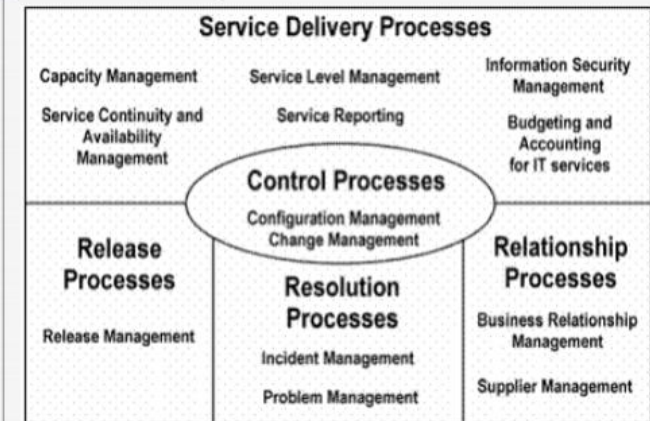 Service Delivery Processes
Capacity Management
Service Continuity and
Availability
Management
Service Level Management
Service Reporting
Information Security
Management
Budgeting and
Accounting
for IT services
Control Processes
Configuration Management
Change Management
Release
Processes
Release Management
Resolution
Processes
Incident Management
Problem Management
Relationship
Processes
Business Relationship
Management
Supplier Management